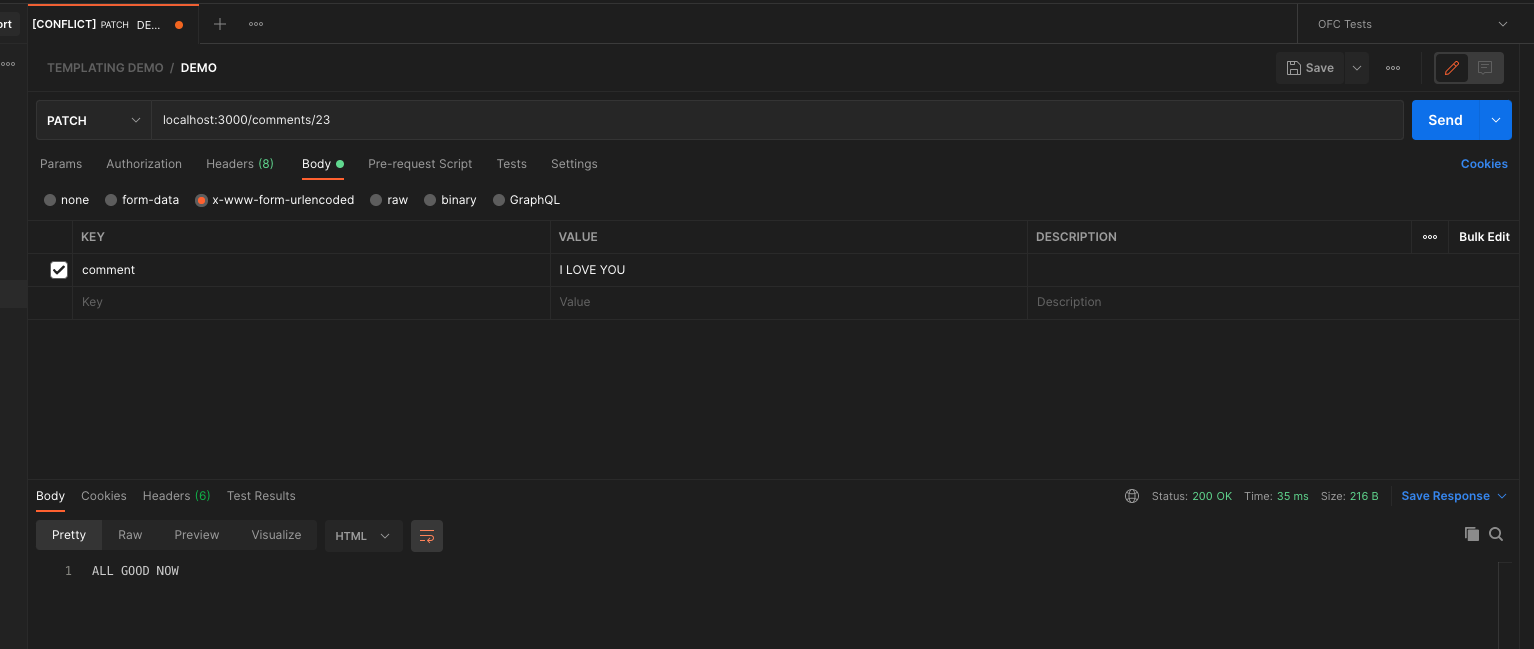 ort [CONFLICT] PATCH DE... OFC Tests
TEMPLATING DEMO / DEMO Save
PATCH localhost:3000/comments/23 Send
Params Authorization Headers (8) Body Pre-request Script Tests Settings Cookies
none form-data x-www-form-urlencoded raw binary GraphQL
KEY VALUE DESCRIPTION Bulk Edit
comment I LOVE YOU
Key Value Description
Body Cookies Headers (6) Test Results Status: 200 OK Time: 35 ms Size: 216 B Save Response
Pretty Raw Preview Visualize HTML
1 ALL GOOD NOW